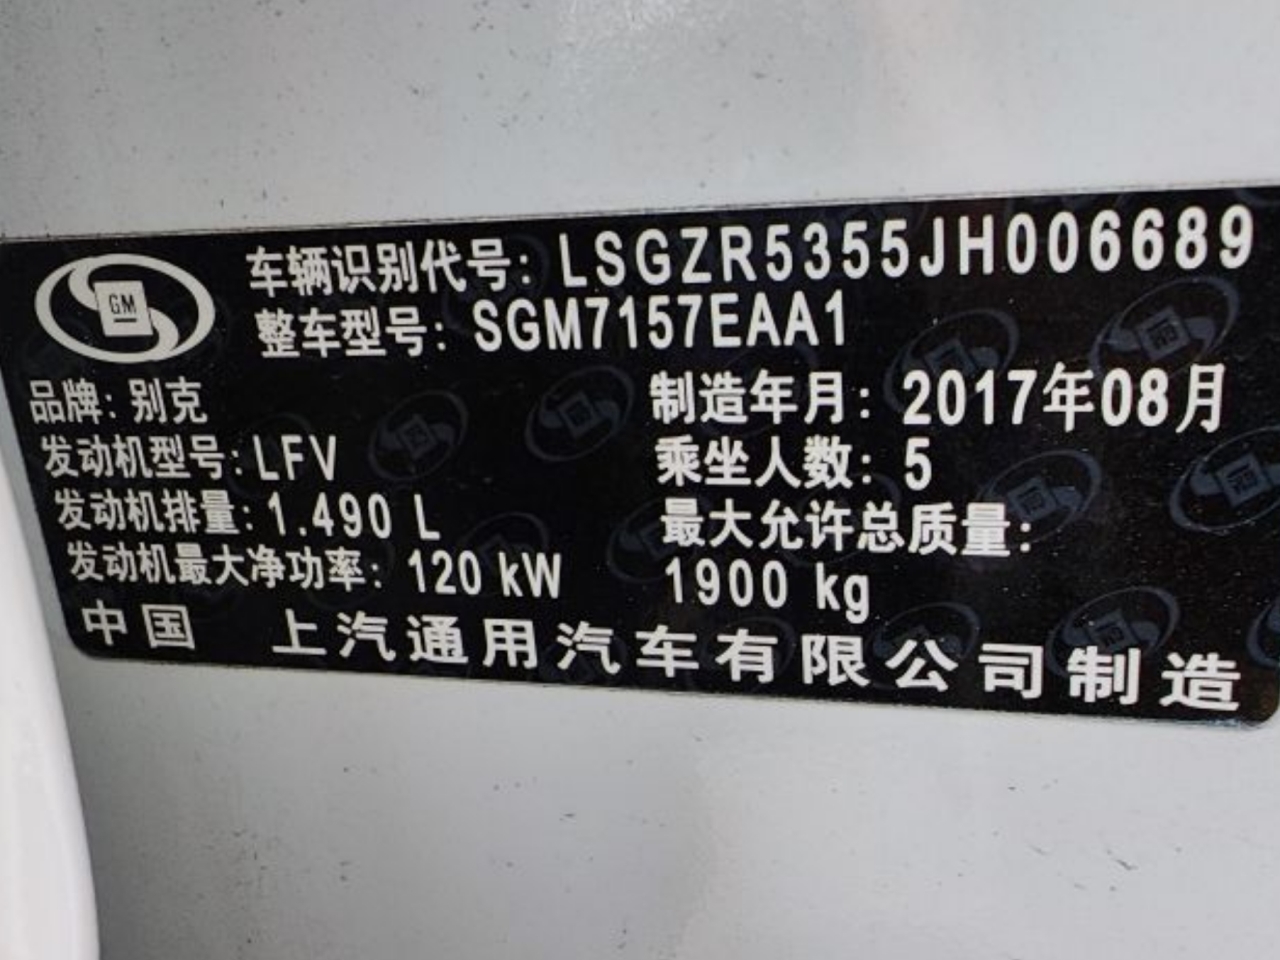 GM
车辆识别代号: LSGZR5355JH006689
整车型号: SGM7157EAA1
品牌: 别克
制造年月: 2017年08月
发动机型号: LFV
乘坐人数: 5
发动机排量: 1.490 L
最大允许总质量:
1900 kg
发动机最大净功率: 120 kW
中国 上汽通用汽车有限公司制造